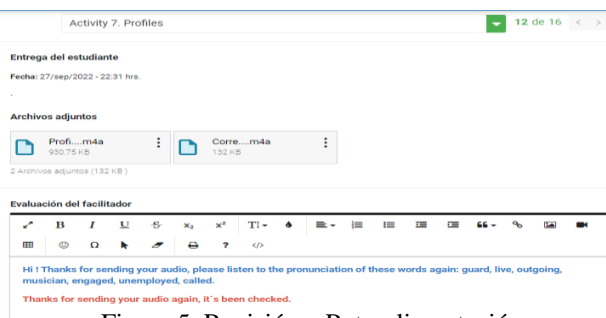 Activity 7. Profiles
12 de 16 < >
Entrega del estudiante
Fecha: 27/sep/2022 - 22:31 hrs.
.
Archivos adjuntos
Profi....m4a
930.75 KB
Corre....m4a
132 KB
2 Archivos adjuntos (132 KB )
Evaluación del facilitador
B I U S x₂ x² T
Ω ? </>
Hi ! Thanks for sending your audio, please listen to the pronunciation of these words again: guard, live, outgoing,
musician, engaged, unemployed, called.
Thanks for sending your audio again, it´s been checked.